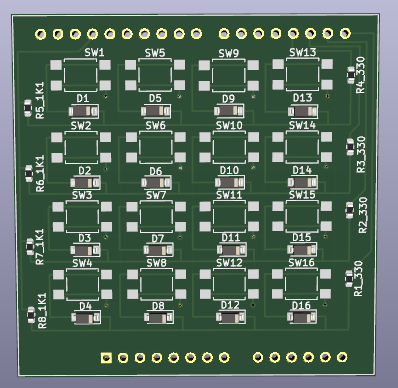 SW1 SW5 SW9 SW13
R5_1K1 D1 D5 D9 D13 R4_330
SW2 SW6 SW10 SW14
R6_1K1 D2 D6 D10 D14 R3_330
SW3 SW7 SW11 SW15
R7_1K1 D3 D7 D11 D15 R2_330
SW4 SW8 SW12 SW16
R8_1K1 D4 D8 D12 D16 R1_330